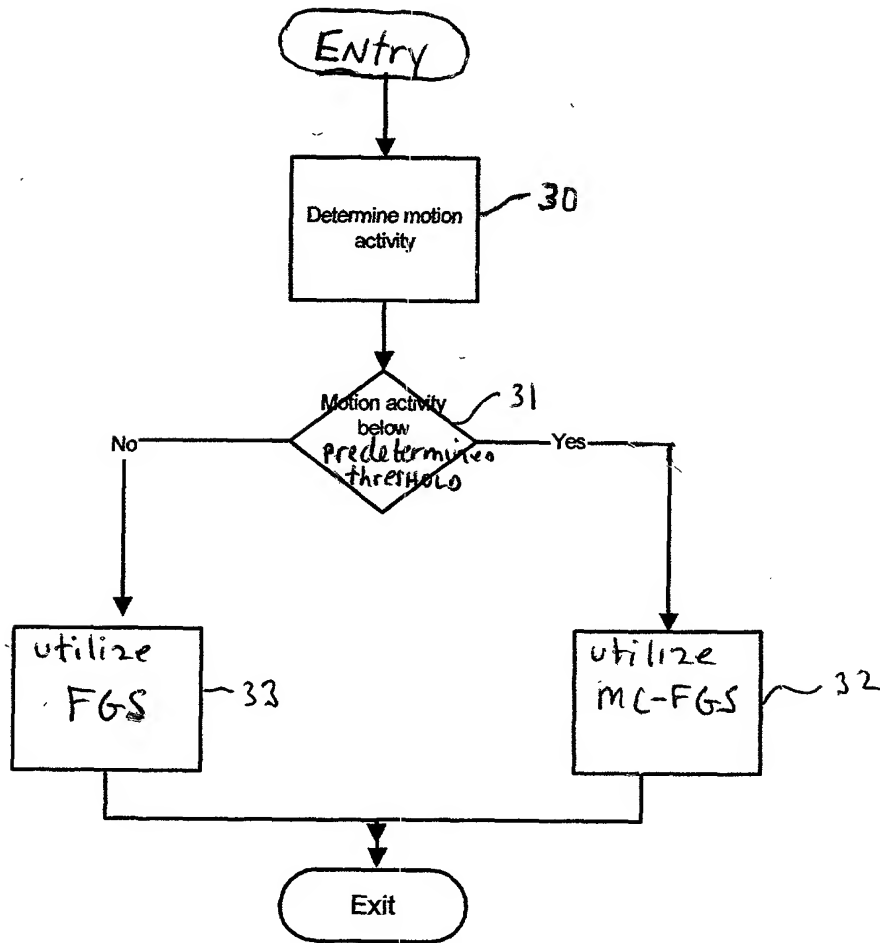 ENtry
Determine motion
activity
30
Motion activity
below
predetermined
thresHOLD
31
No
Yes
utilize
FGS
33
utilize
MC-FGS
32
Exit